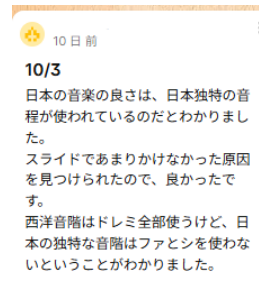 10 日 前
10/3
日本の音楽の良さは、日本独特の音
程が使われているのだとわかりまし
た。
スライドであまりかけなかった原因
を見つけられたので、良かったで
す。
西洋音階はドレミ全部使うけど、日
本の独特な音階はファとシを使わな
いということがわかりました。